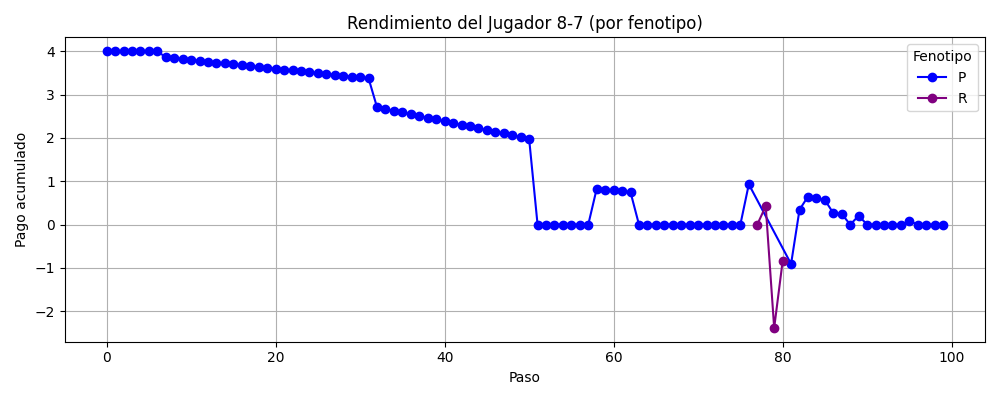 Rendimiento del Jugador 8-7 (por fenotipo)
Pago acumulado
4
3
2
1
0
−1
−2
Fenotipo
P
R
0
20
40
60
80
100
Paso